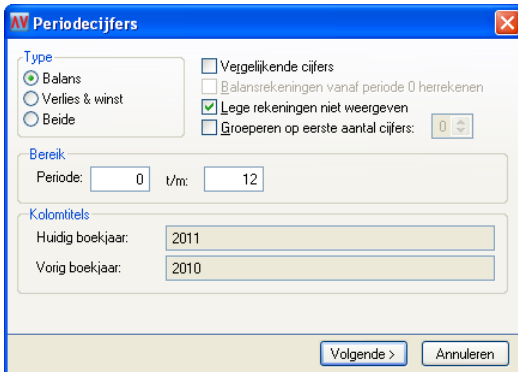 AV Periodecijfers
Type
Balans
Verlies & winst
Beide
Vergelijkende cijfers
Balansrekeningen vanaf periode 0 herrekenen
Lege rekeningen niet weergeven
Groeperen op eerste aantal cijfers: 0
Bereik
Periode: 0 t/m: 12
Kolomtitels
Huidig boekjaar: 2011
Vorig boekjaar: 2010
Volgende > Annuleren